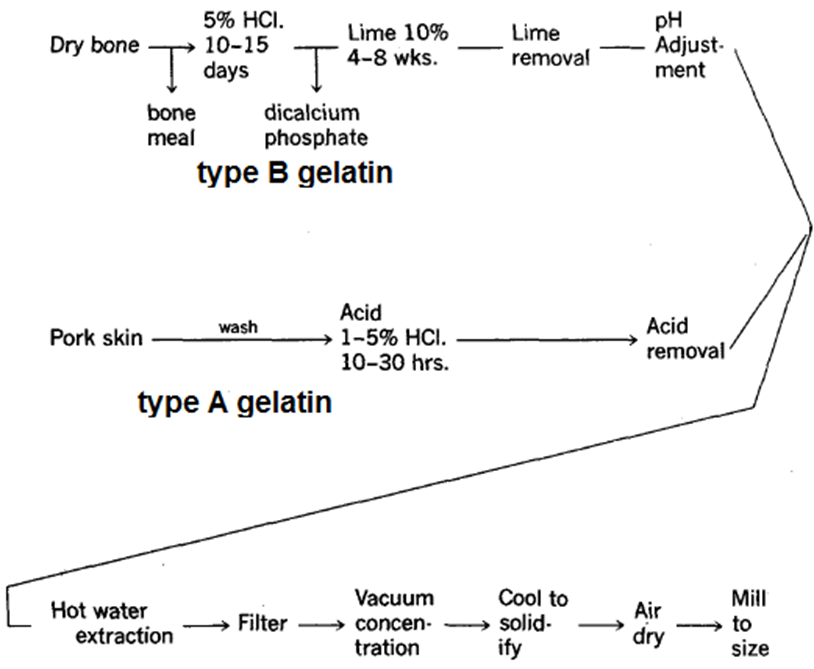 Dry bone
5% HCl.
10–15
days
Lime 10%
4–8 wks.
Lime
removal
pH
Adjust-
ment
bone
meal
dicalcium
phosphate
type B gelatin
Pork skin
wash
Acid
1–5% HCl.
10–30 hrs.
Acid
removal
type A gelatin
Hot water
extraction
Filter
Vacuum
concen-
tration
Cool to
solid-
ify
Air
dry
Mill
to
size